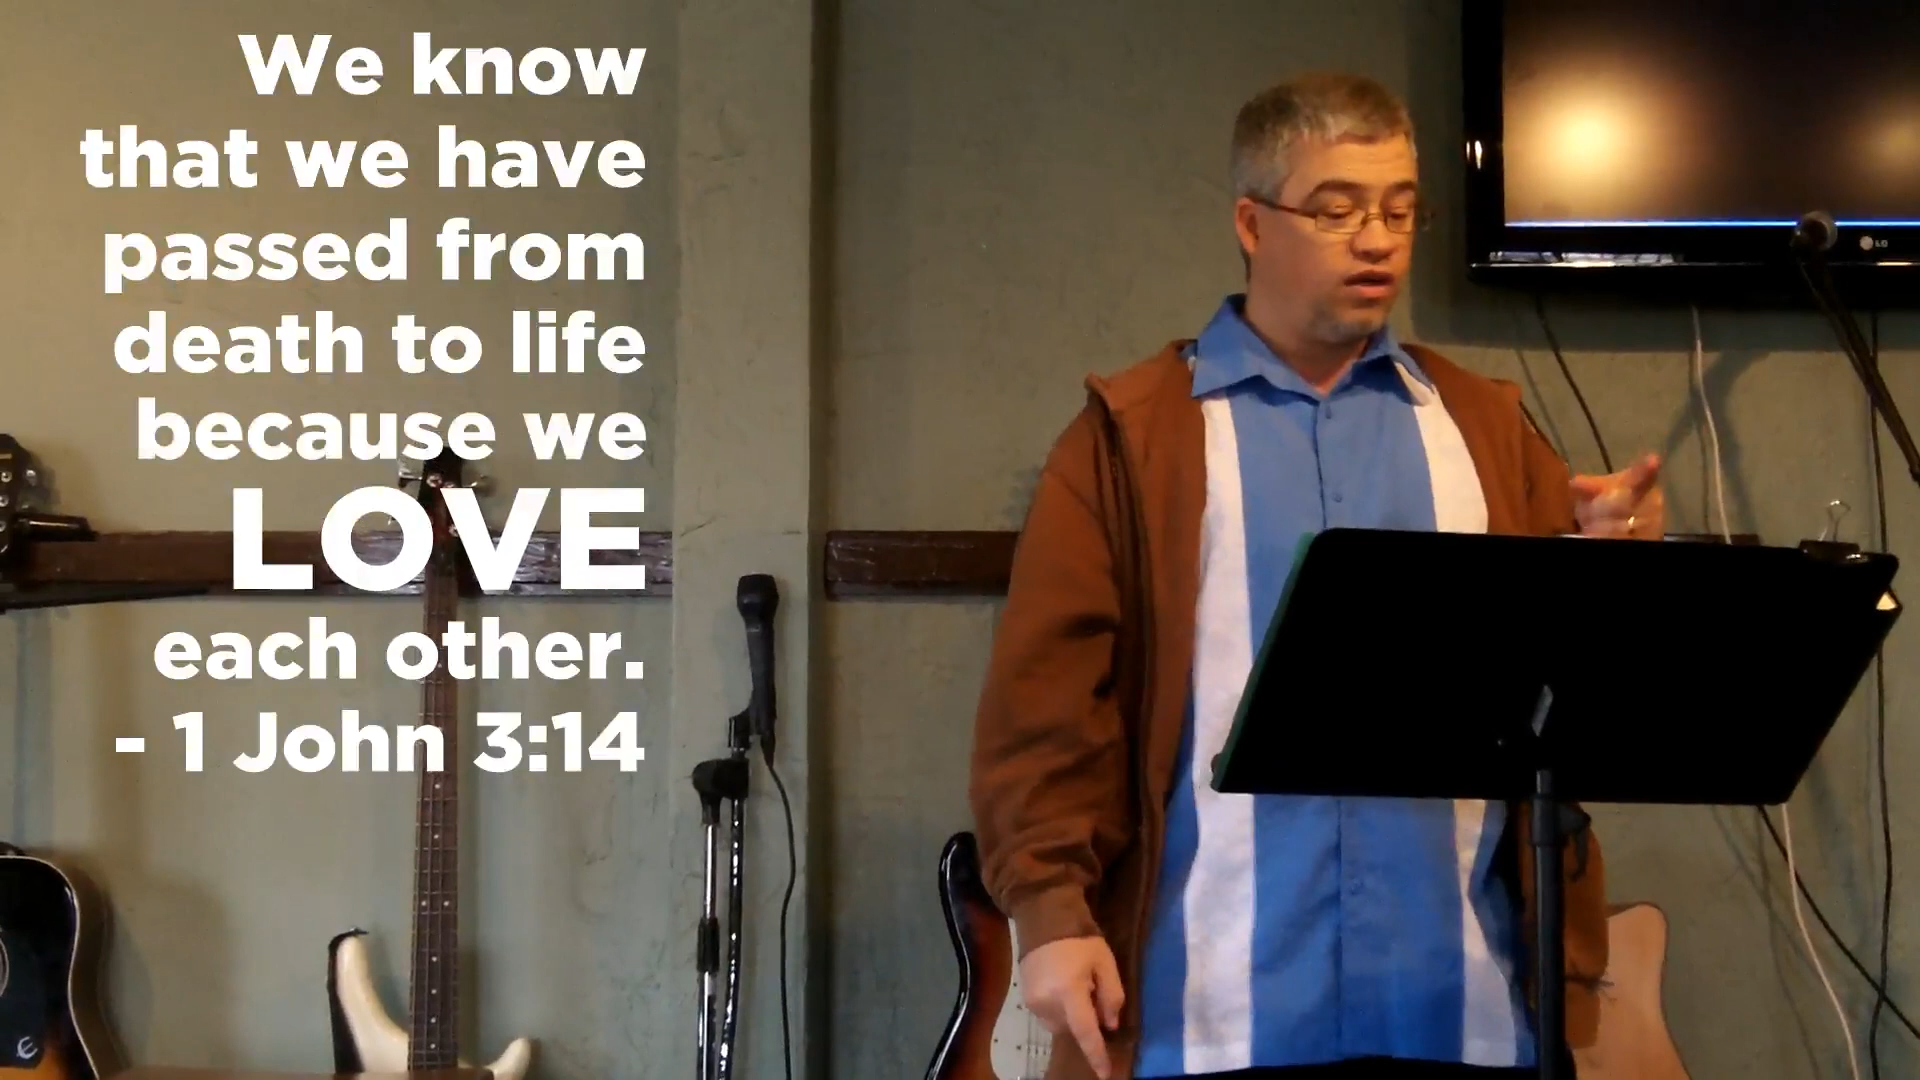 We know
that we have
passed from
death to life
because we
LOVE
each other.
- 1 John 3:14
LG